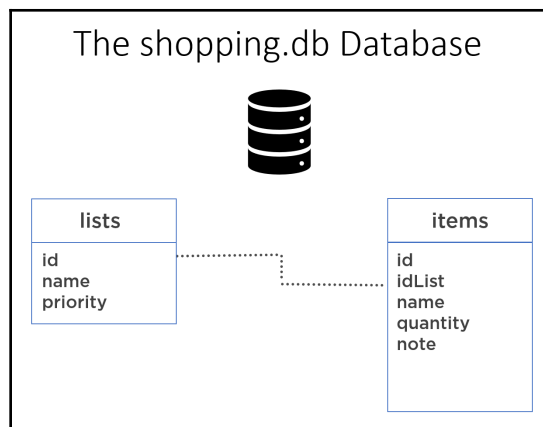 The shopping.db Database
lists
id
name
priority
items
id
idList
name
quantity
note